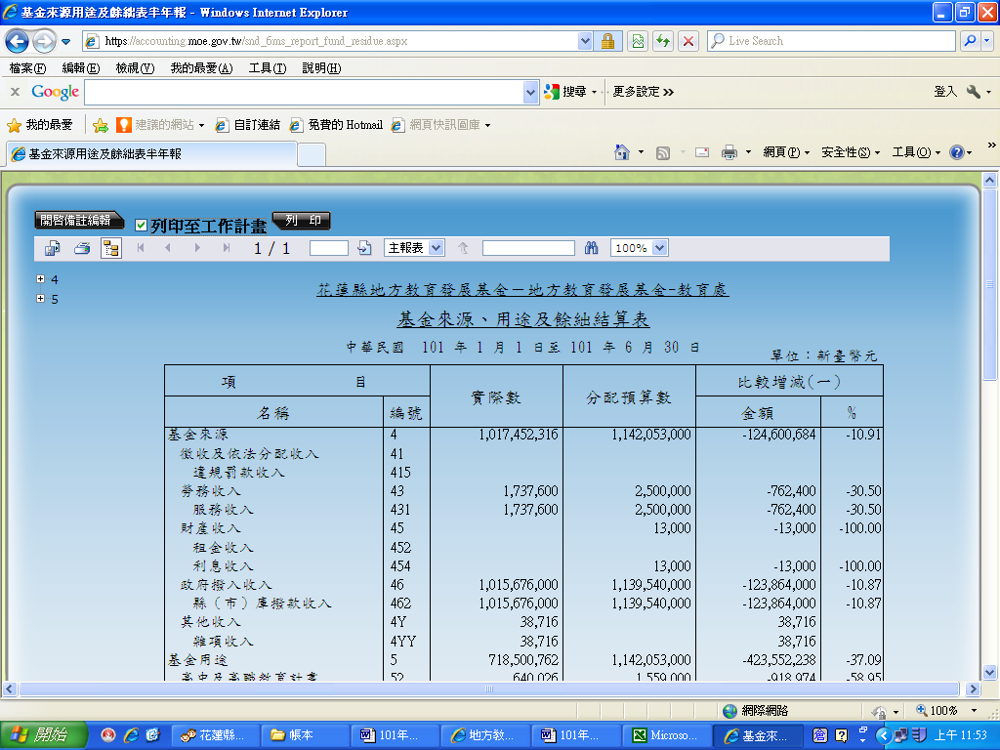 基金來源用途及餘絀表半年報 - Windows Internet Explorer
https://accounting.moe.gov.tw/snd_6ms_report_fund_residue.aspx
Live Search
檔案(F) 編輯(E) 檢視(V) 我的最愛(A) 工具(T) 說明(H)
x Google 搜尋 更多設定 >> 登入
我的最愛 建議的網站 自訂連結 免費的 Hotmail 網頁快訊圖庫
基金來源用途及餘絀表半年報 網頁(P) 安全性(S) 工具(O) >>
開啓備註編輯 列印至工作計畫 列 印
1 / 1 主報表 100%
4
5
花蓮縣地方教育發展基金－地方教育發展基金-教育處
基金來源、用途及餘絀結算表
中華民國 101 年 1 月 1 日至 101 年 6 月 30 日
單位：新臺幣元
項 目 實際數 分配預算數 比較增減(－)
名稱 編號 金額 %
基金來源 4 1,017,452,316 1,142,053,000 -124,600,684 -10.91
徵收及依法分配收入 41
違規罰款收入 415
勞務收入 43 1,737,600 2,500,000 -762,400 -30.50
服務收入 431 1,737,600 2,500,000 -762,400 -30.50
財產收入 45 13,000 -13,000 -100.00
租金收入 452
利息收入 454 13,000 -13,000 -100.00
政府撥入收入 46 1,015,676,000 1,139,540,000 -123,864,000 -10.87
縣（市）庫撥款收入 462 1,015,676,000 1,139,540,000 -123,864,000 -10.87
其他收入 4Y 38,716 38,716
雜項收入 4YY 38,716 38,716
基金用途 5 718,500,762 1,142,053,000 -423,552,238 -37.09
高中及高職教育計畫 52 640,026 1,559,000 -918,974 -58.95
網際網路 100%
開始 花蓮縣... 帳本 101年... 地方教... 101年... Microso... 基金來... 上午 11:53